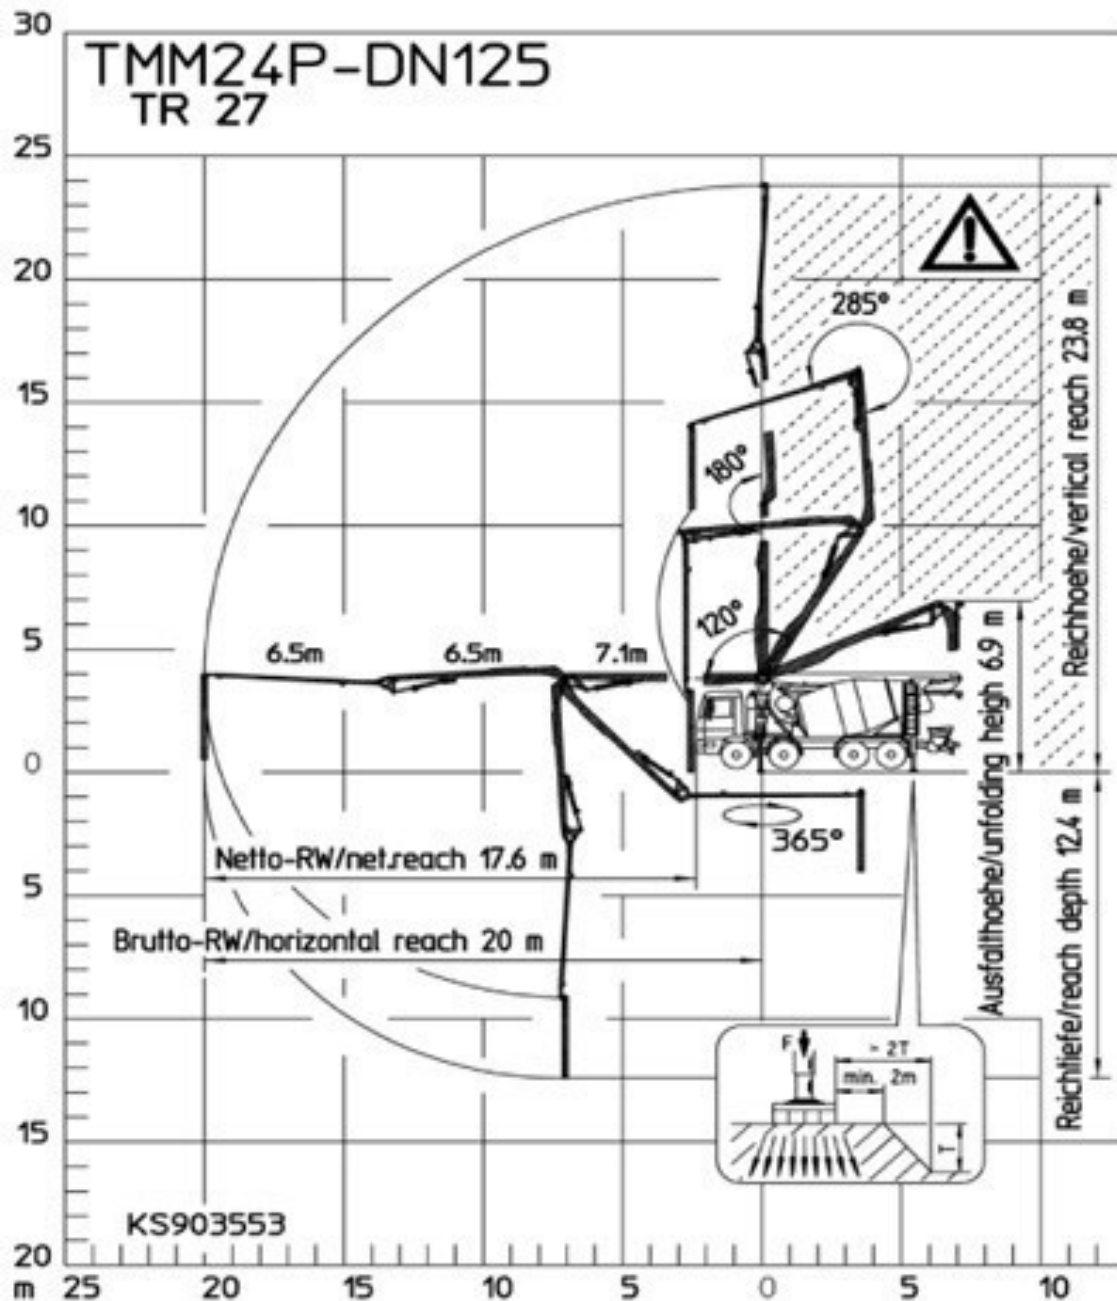 30
TMM24P-DN125
TR 27
25
20
285°
15
180°
10
120°
5
6.5m 6.5m 7.1m
0
365°
Netto-RW/net.reach 17.6 m
5
Brutto-RW/horizontal reach 20 m
10
F
> 2T
min. 2m
T
15
KS903553
20
m 25 20 15 10 5 0 5 10
Reichhoehe/vertical reach 23.8 m
Ausfalthoehe/unfolding heigh 6.9 m
Reichtiefe/reach depth 12.4 m